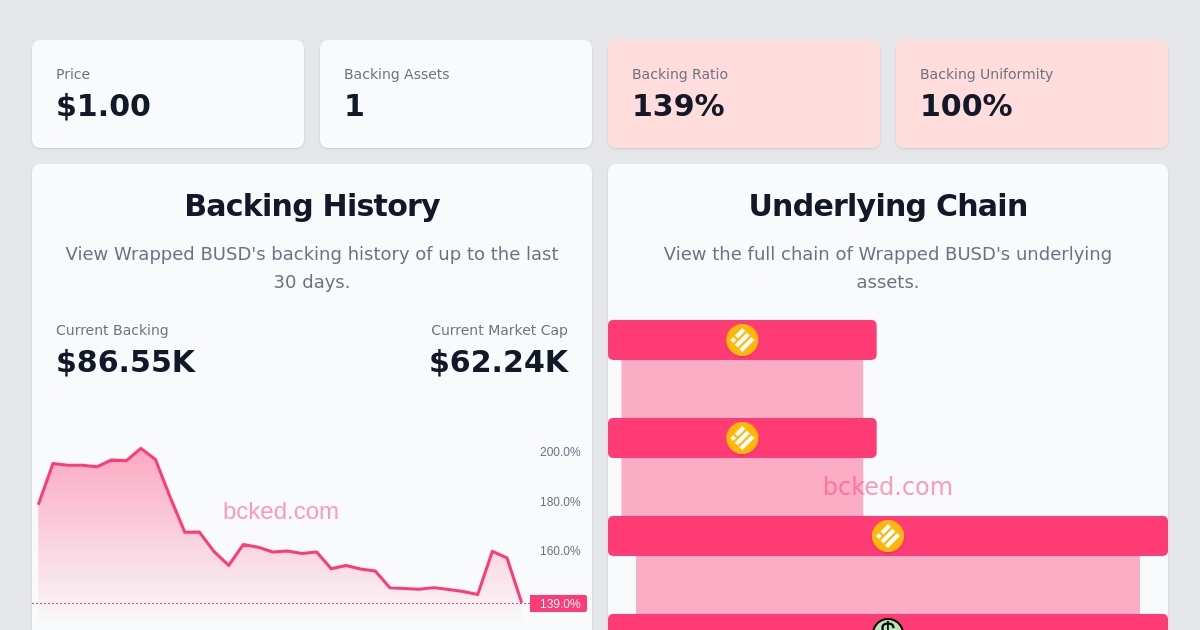 Price
$1.00
Backing Assets
1
Backing Ratio
139%
Backing Uniformity
100%
Backing History
View Wrapped BUSD's backing history of up to the last
30 days.
Current Backing
$86.55K
Current Market Cap
$62.24K
200.0%
180.0%
160.0%
139.0%
bcked.com
Underlying Chain
View the full chain of Wrapped BUSD's underlying
assets.
bcked.com